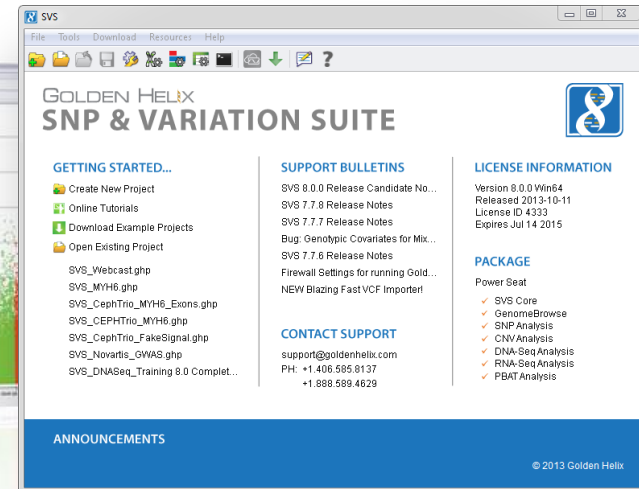 SVS
File Tools Download Resources Help
GOLDEN HELIX
SNP & VARIATION SUITE
GETTING STARTED...
Create New Project
Online Tutorials
Download Example Projects
Open Existing Project
SVS_Webcast.ghp
SVS_MYH6.ghp
SVS_CephTrio_MYH6_Exons.ghp
SVS_CEPHTrio_MYH6.ghp
SVS_CephTrio_FakeSignal.ghp
SVS_Novartis_GWAS.ghp
SVS_DNASeq_Training 8.0 Complet...
SUPPORT BULLETINS
SVS 8.0.0 Release Candidate No...
SVS 7.7.8 Release Notes
SVS 7.7.7 Release Notes
Bug: Genotypic Covariates for Mix...
SVS 7.7.6 Release Notes
Firewall Settings for running Gold...
NEW Blazing Fast VCF Importer!
CONTACT SUPPORT
support@goldenhelix.com
PH: +1.406.585.8137
+1.888.589.4629
LICENSE INFORMATION
Version 8.0.0 Win64
Released 2013-10-11
License ID 4333
Expires Jul 14 2015
PACKAGE
Power Seat
✓ SVS Core
✓ GenomeBrowse
✓ SNP Analysis
✓ CNV Analysis
✓ DNA-Seq Analysis
✓ RNA-Seq Analysis
✓ PBAT Analysis
ANNOUNCEMENTS
© 2013 Golden Helix